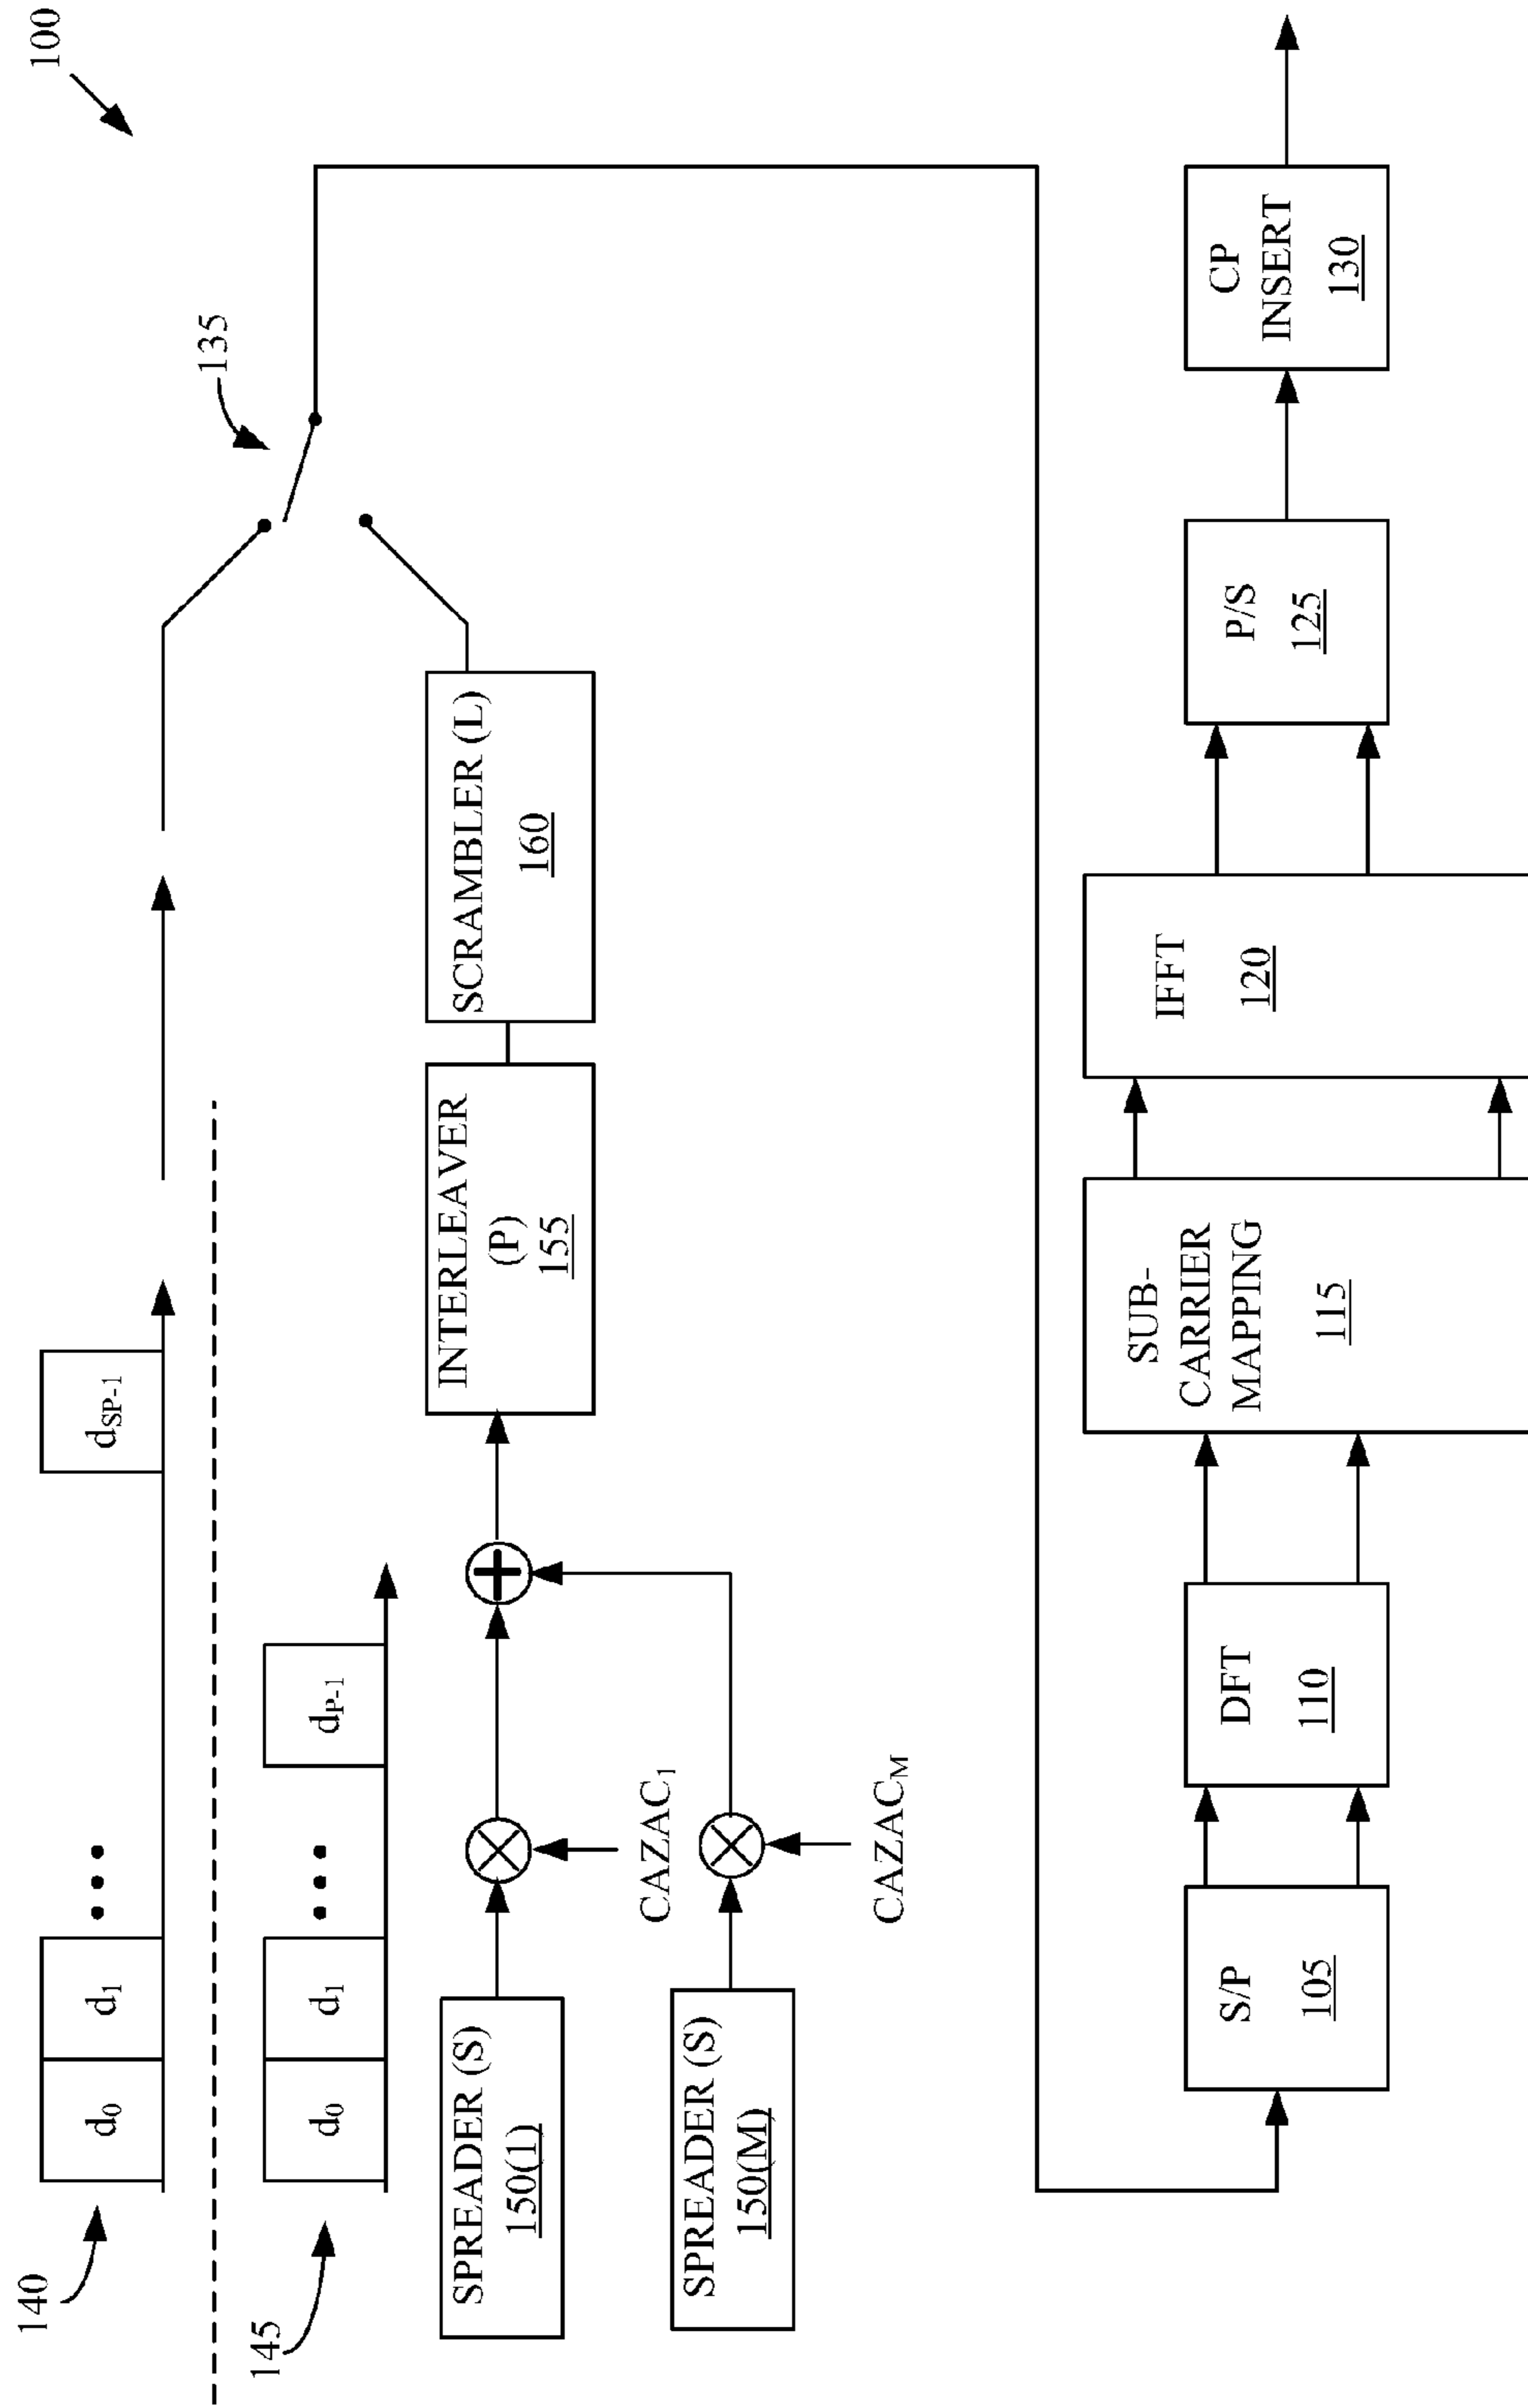 100
140
d0
d1
dSP-1
135
145
d0
d1
dP-1
SPREADER (S)
150(1)
CAZAC1
INTERLEAVER
(P)
155
SCRAMBLER (L)
160
SPREADER (S)
150(M)
CAZACM
S/P
105
DFT
110
SUB-
CARRIER
MAPPING
115
IFFT
120
P/S
125
CP
INSERT
130